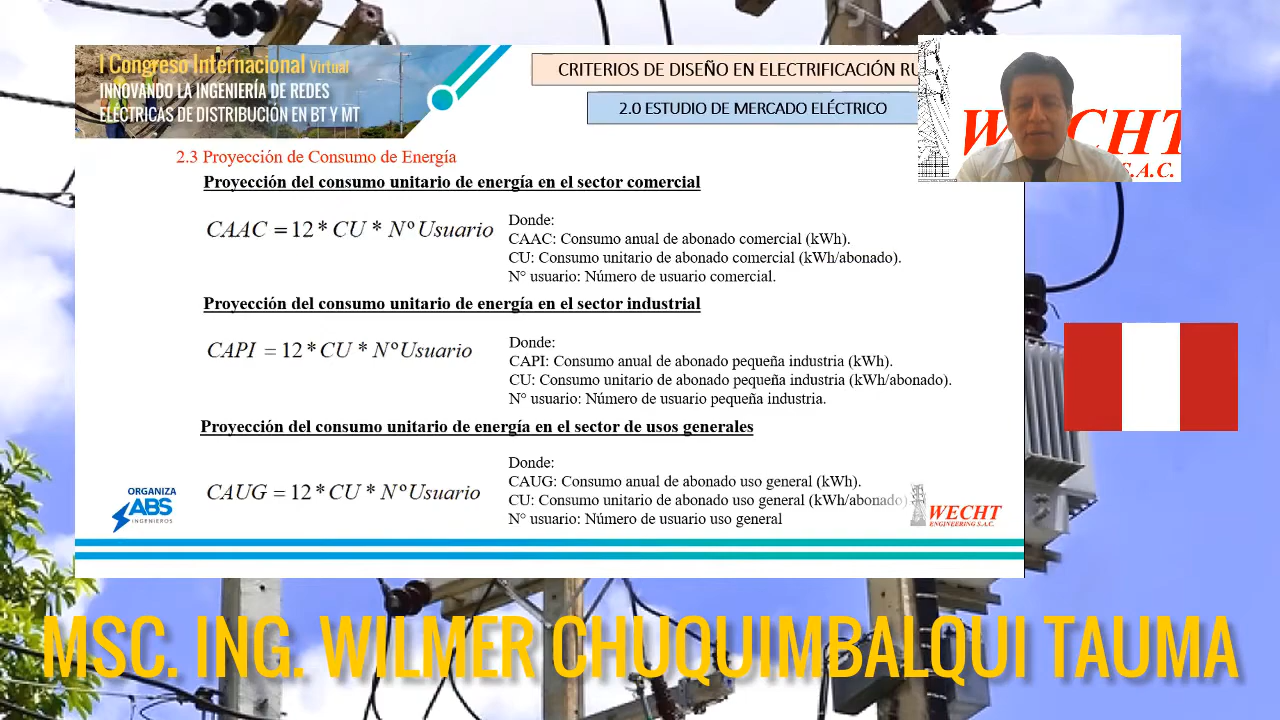 I Congreso Internacional Virtual
INNOVANDO LA INGENIERÍA DE REDES
ELÉCTRICAS DE DISTRIBUCIÓN EN BT Y MT
CRITERIOS DE DISEÑO EN ELECTRIFICACIÓN RU
2.0 ESTUDIO DE MERCADO ELÉCTRICO
WECHT
S.A.C.
2.3 Proyección de Consumo de Energía
Proyección del consumo unitario de energía en el sector comercial
CAAC = 12 * CU * N° Usuario
Donde:
CAAC: Consumo anual de abonado comercial (kWh).
CU: Consumo unitario de abonado comercial (kWh/abonado).
N° usuario: Número de usuario comercial.
Proyección del consumo unitario de energía en el sector industrial
CAPI = 12 * CU * N° Usuario
Donde:
CAPI: Consumo anual de abonado pequeña industria (kWh).
CU: Consumo unitario de abonado pequeña industria (kWh/abonado).
N° usuario: Número de usuario pequeña industria.
Proyección del consumo unitario de energía en el sector de usos generales
CAUG = 12 * CU * N° Usuario
Donde:
CAUG: Consumo anual de abonado uso general (kWh).
CU: Consumo unitario de abonado uso general (kWh/abonado)
N° usuario: Número de usuario uso general
ORGANIZA
ABS
INGENIEROS
WECHT
ENGINEERING S.A.C.
MSC. ING. WILMER CHUQUIMBALQUI TAUMA